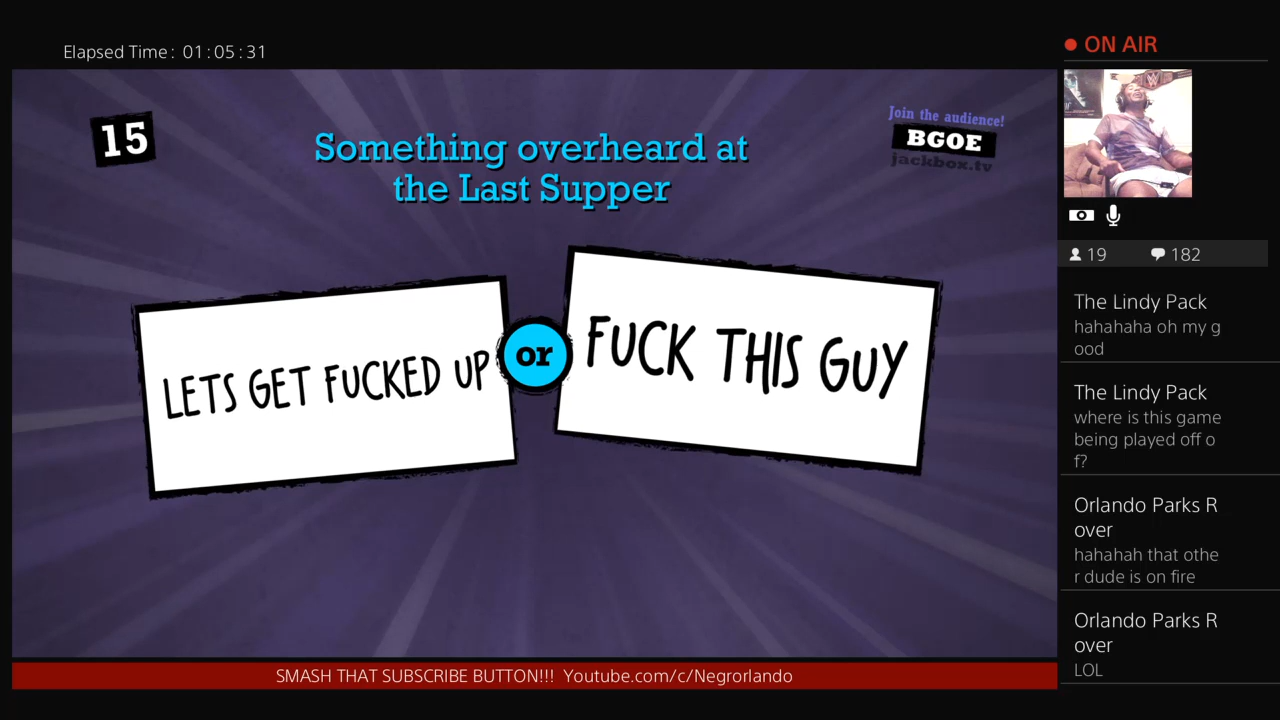 Elapsed Time: 01:05:31
ON AIR
15
Something overheard at
the Last Supper
Join the audience!
BGOE
jackbox.tv
LETS GET FUCKED UP
or
FUCK THIS GUY
19
182
The Lindy Pack
hahahaha oh my g
ood
The Lindy Pack
where is this game
being played off o
f?
Orlando Parks R
over
hahahah that othe
r dude is on fire
Orlando Parks R
over
LOL
SMASH THAT SUBSCRIBE BUTTON!!! Youtube.com/c/Negrorlando